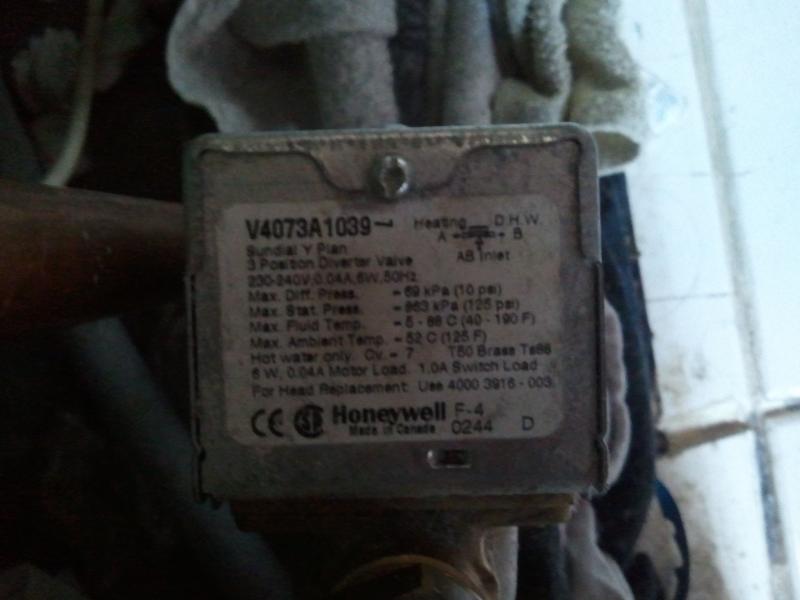 V4073A1039
Heating D.H.W.
A B
AB Inlet
Sundial Y Plan
3 Position Diverter Valve
230-240V,0.04A,6W,50Hz
Max. Diff. Press. = 69 kPa (10 psi)
Max. Stat. Press. = 863 kPa (125 psi)
Max. Fluid Temp. = 5 - 88 C (40 - 190 F)
Max. Ambient Temp. = 52 C (125 F)
Hot water only. Cv. = 7 T50 Brass Ts88
6 W, 0.04A Motor Load. 1.0A Switch Load
For Head Replacement: Use 4000 3916 - 003
CE Honeywell F-4
Made in Canada 0244 D